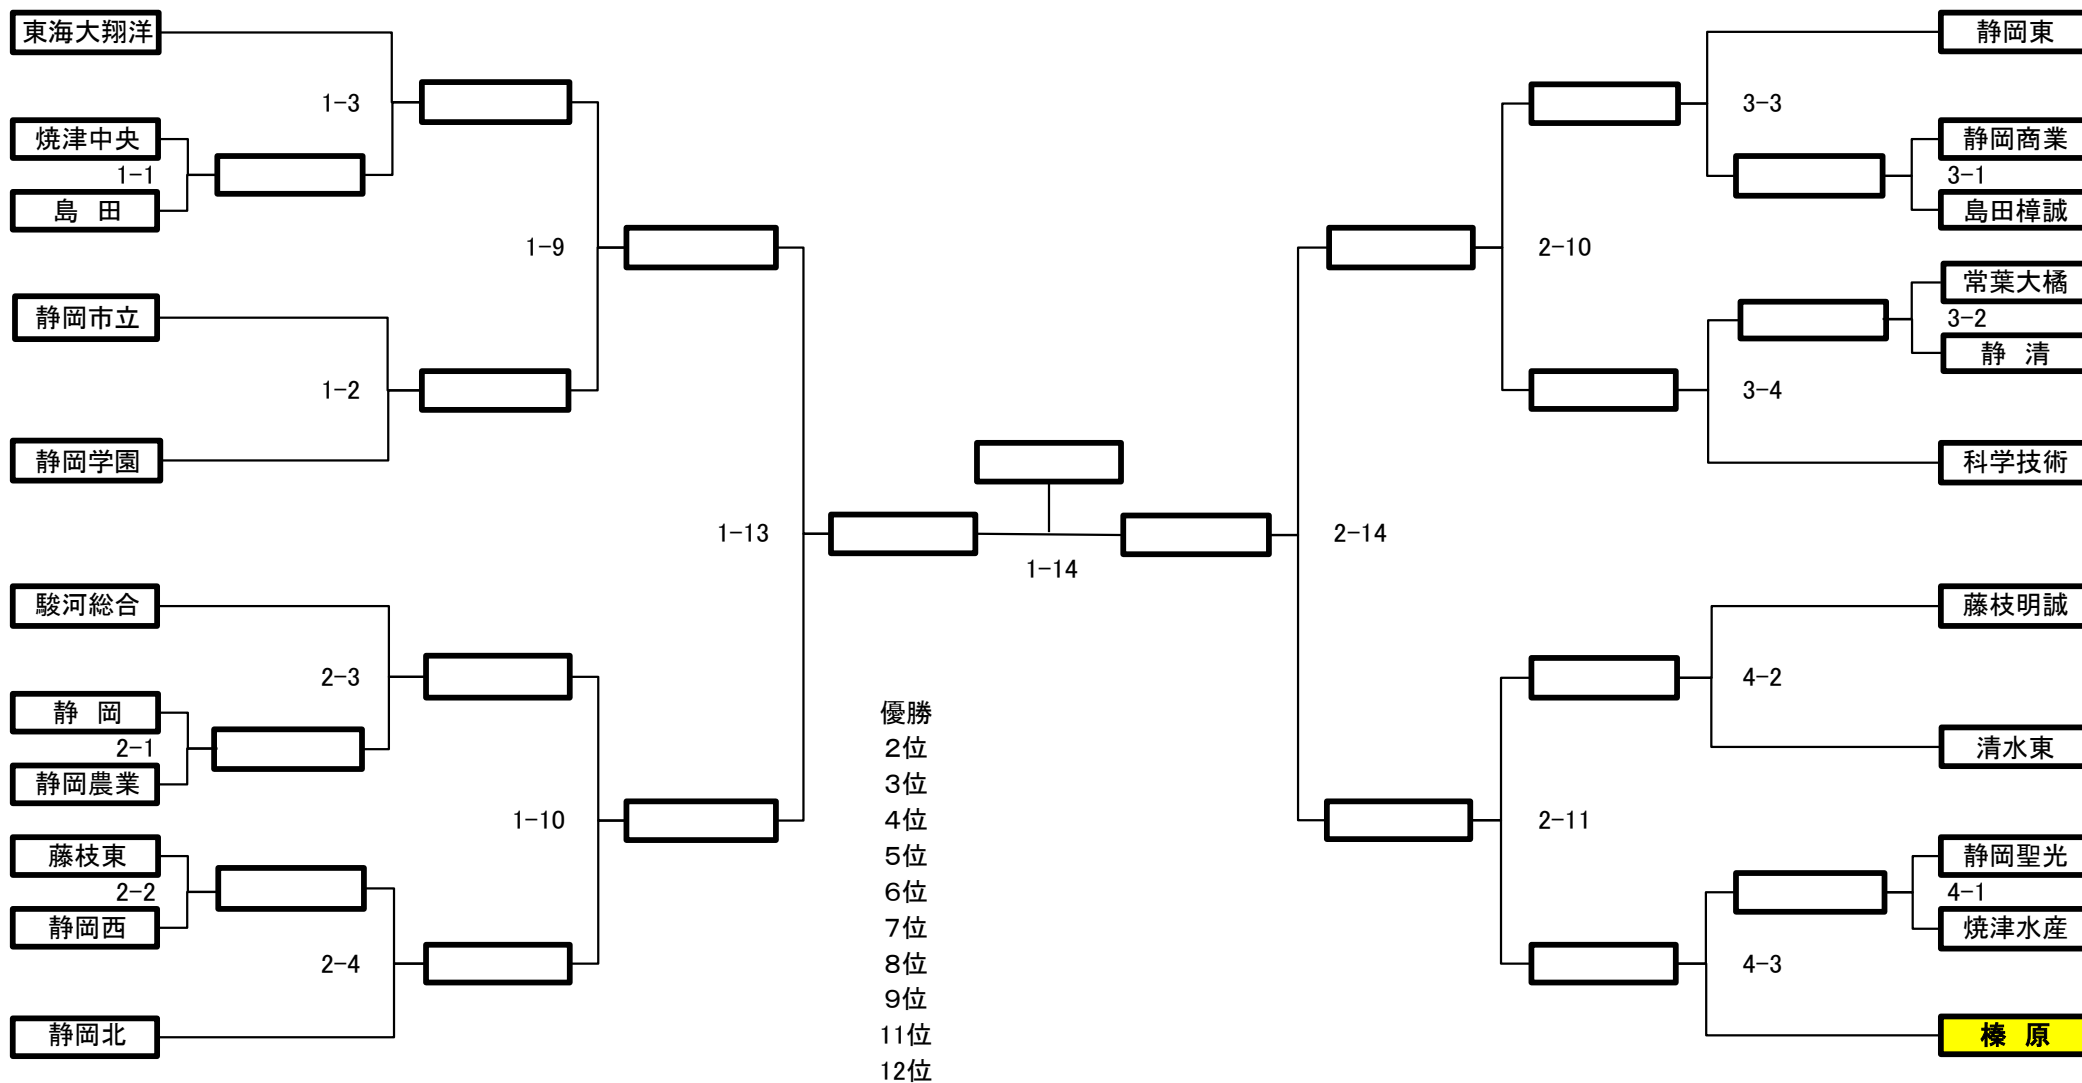 東海大翔洋
1-3
焼津中央
1-1
島 田
1-9
静岡市立
1-2
静岡学園
1-13
駿河総合
2-3
静 岡
2-1
静岡農業
1-10
藤枝東
2-2
静岡西
2-4
静岡北
1-14
優勝
2位
3位
4位
5位
6位
7位
8位
9位
11位
12位
静岡東
3-3
静岡商業
3-1
島田樟誠
2-10
常葉大橘
3-2
静 清
3-4
科学技術
2-14
藤枝明誠
4-2
清水東
2-11
静岡聖光
4-1
焼津水産
4-3
榛 原